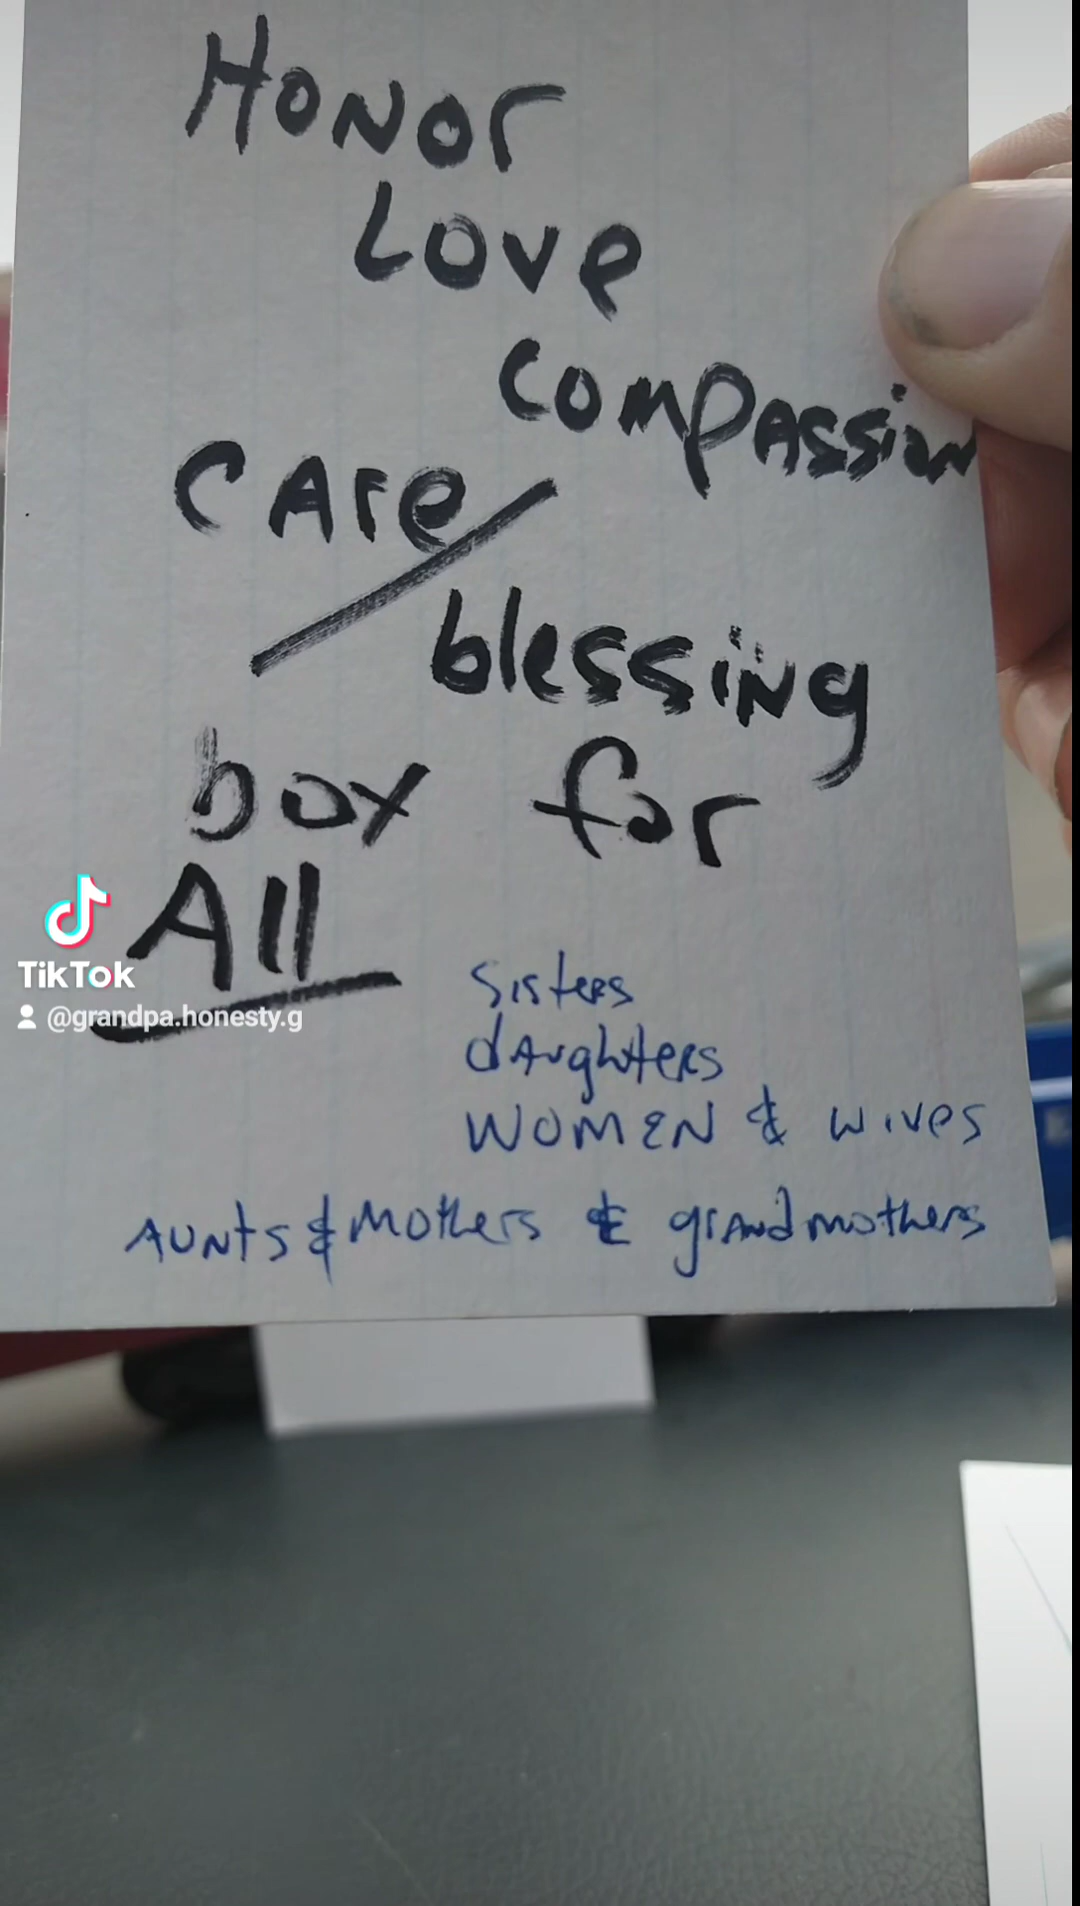 Honor
Love
Compassion
Care/
blessing
box for
All
Sisters
daughters
Women & wives
Aunts & Mothers & grandmothers
TikTok
@grandpa.honesty.g